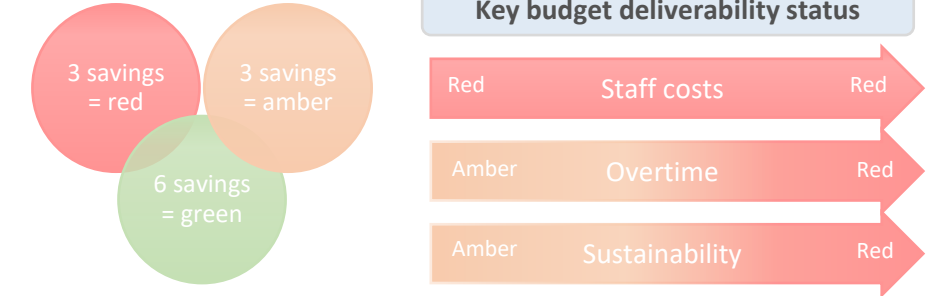 3 savings
= red
3 savings
= amber
6 savings
= green
Key budget deliverability status
Red Staff costs Red
Amber Overtime Red
Amber Sustainability Red